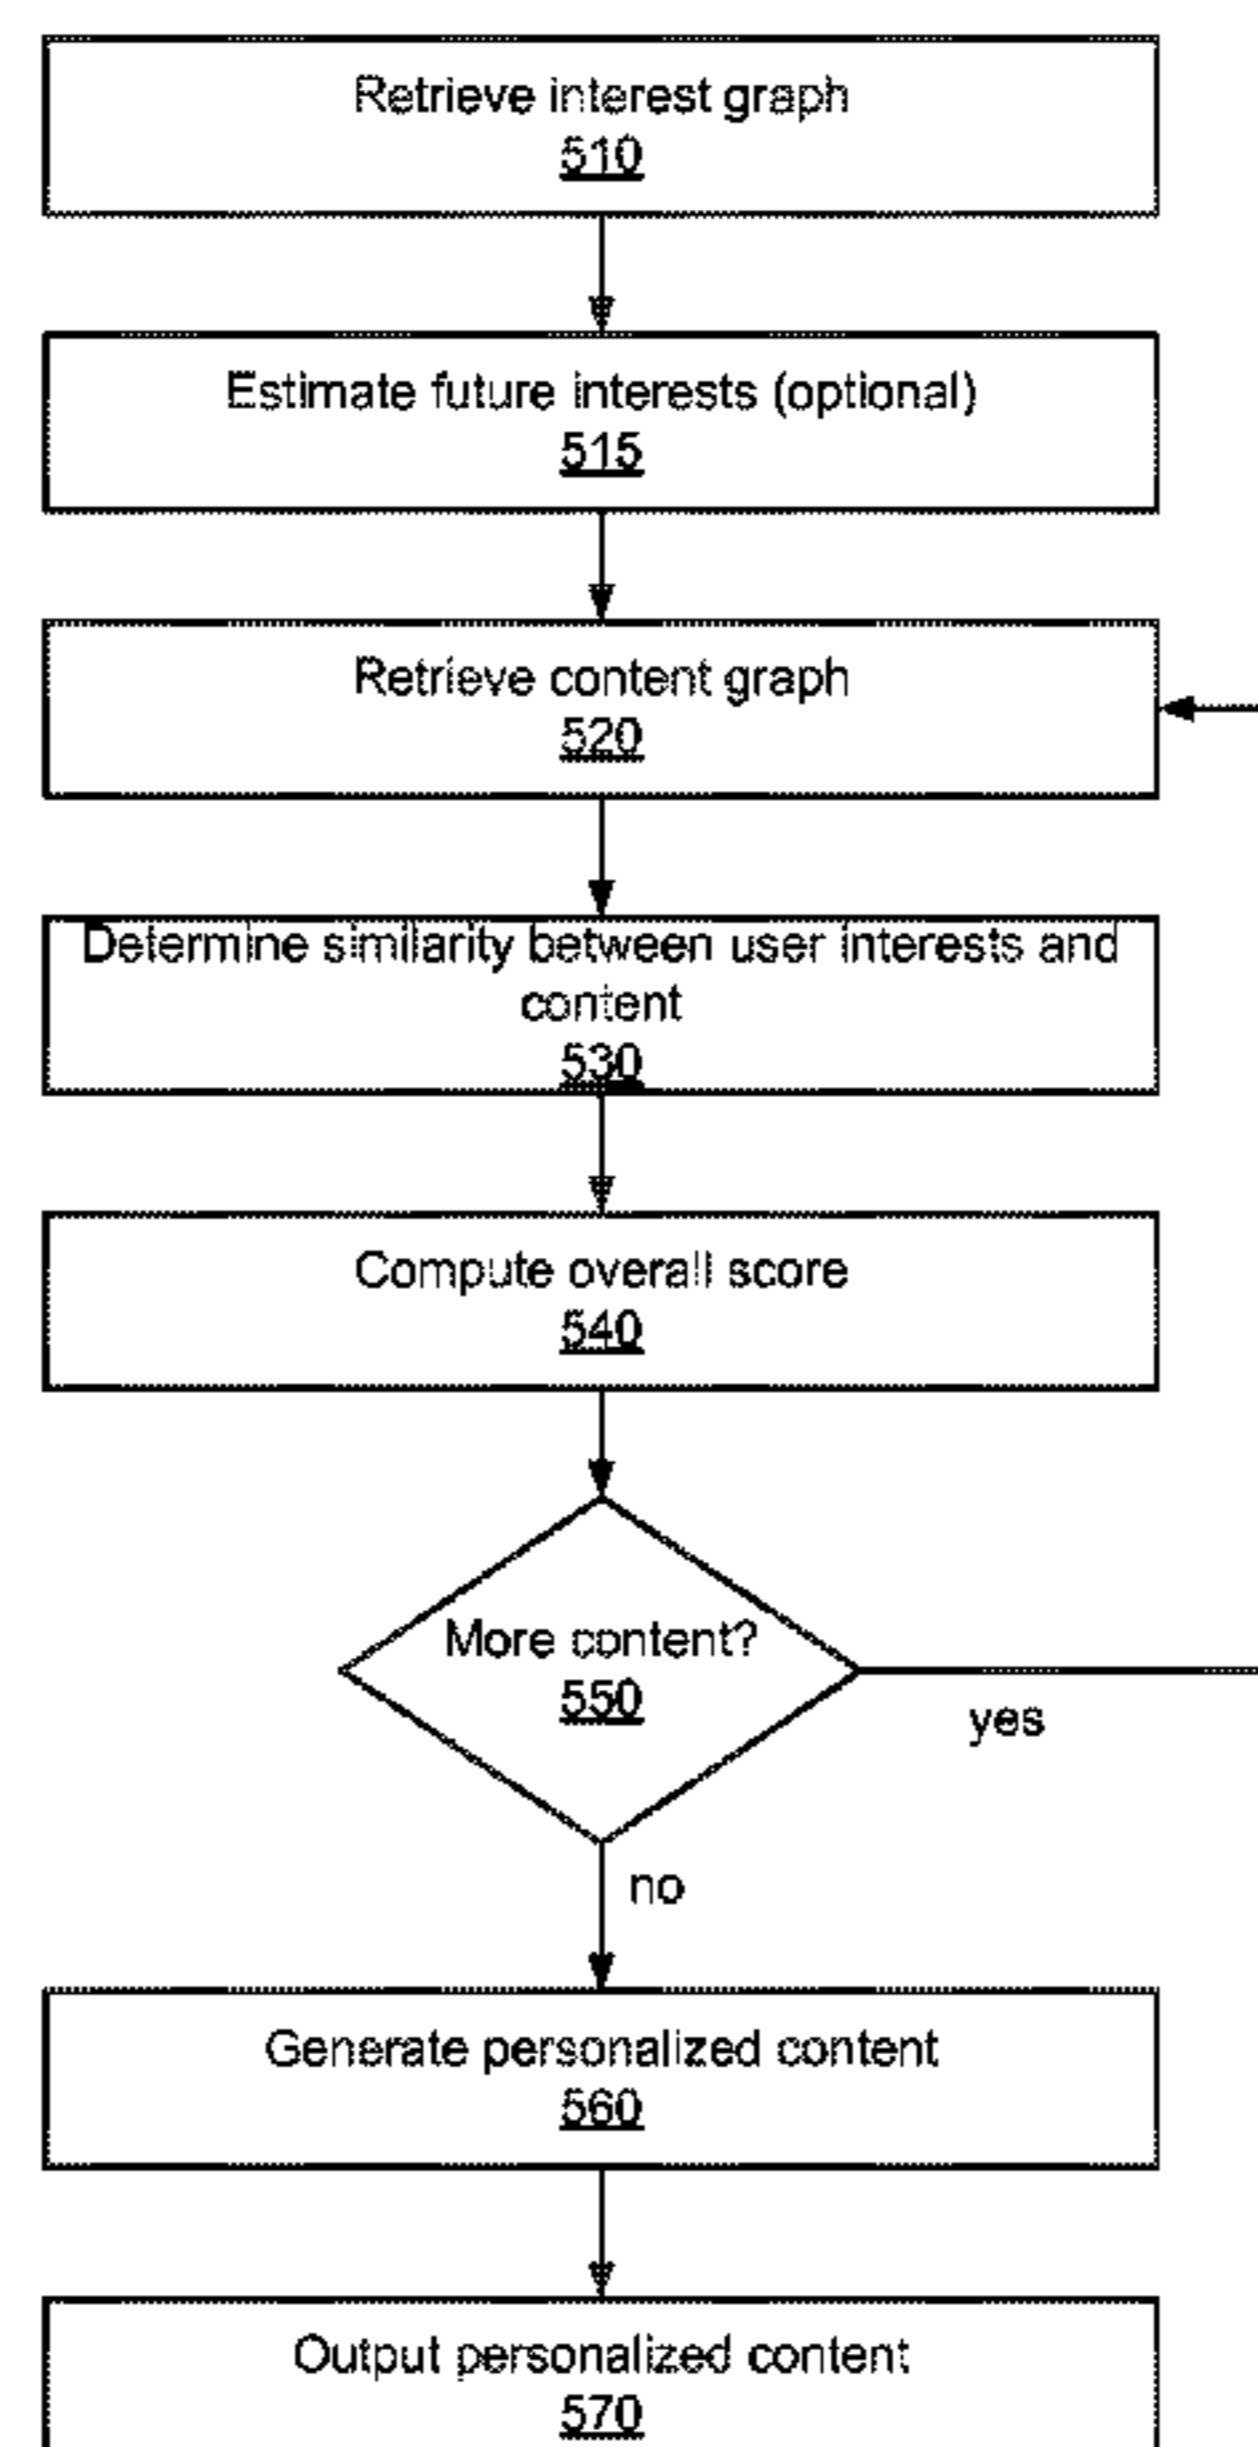 Retrieve interest graph
510
Estimate future interests (optional)
515
Retrieve content graph
520
Determine similarity between user interests and
content
530
Compute overall score
540
More content?
550
yes
no
Generate personalized content
560
Output personalized content
570